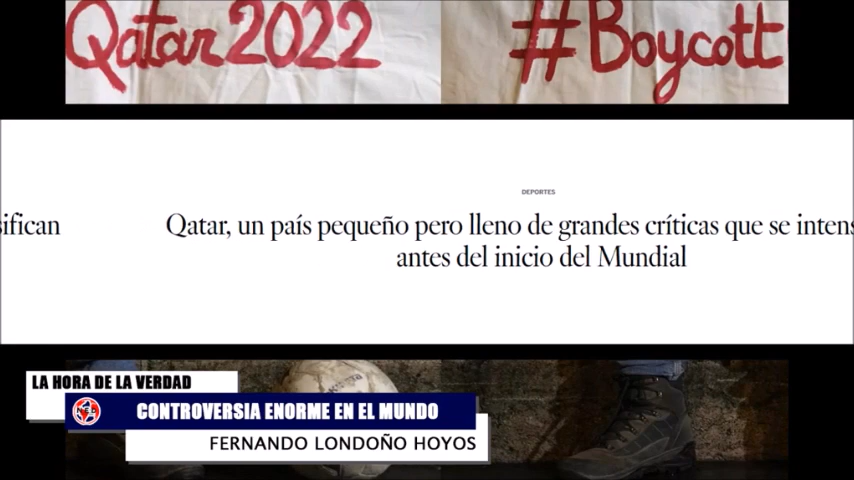 Qatar2022 #Boycott
DEPORTES
sifican
Qatar, un país pequeño pero lleno de grandes críticas que se intens
antes del inicio del Mundial
LA HORA DE LA VERDAD
CONTROVERSIA ENORME EN EL MUNDO
FERNANDO LONDOÑO HOYOS